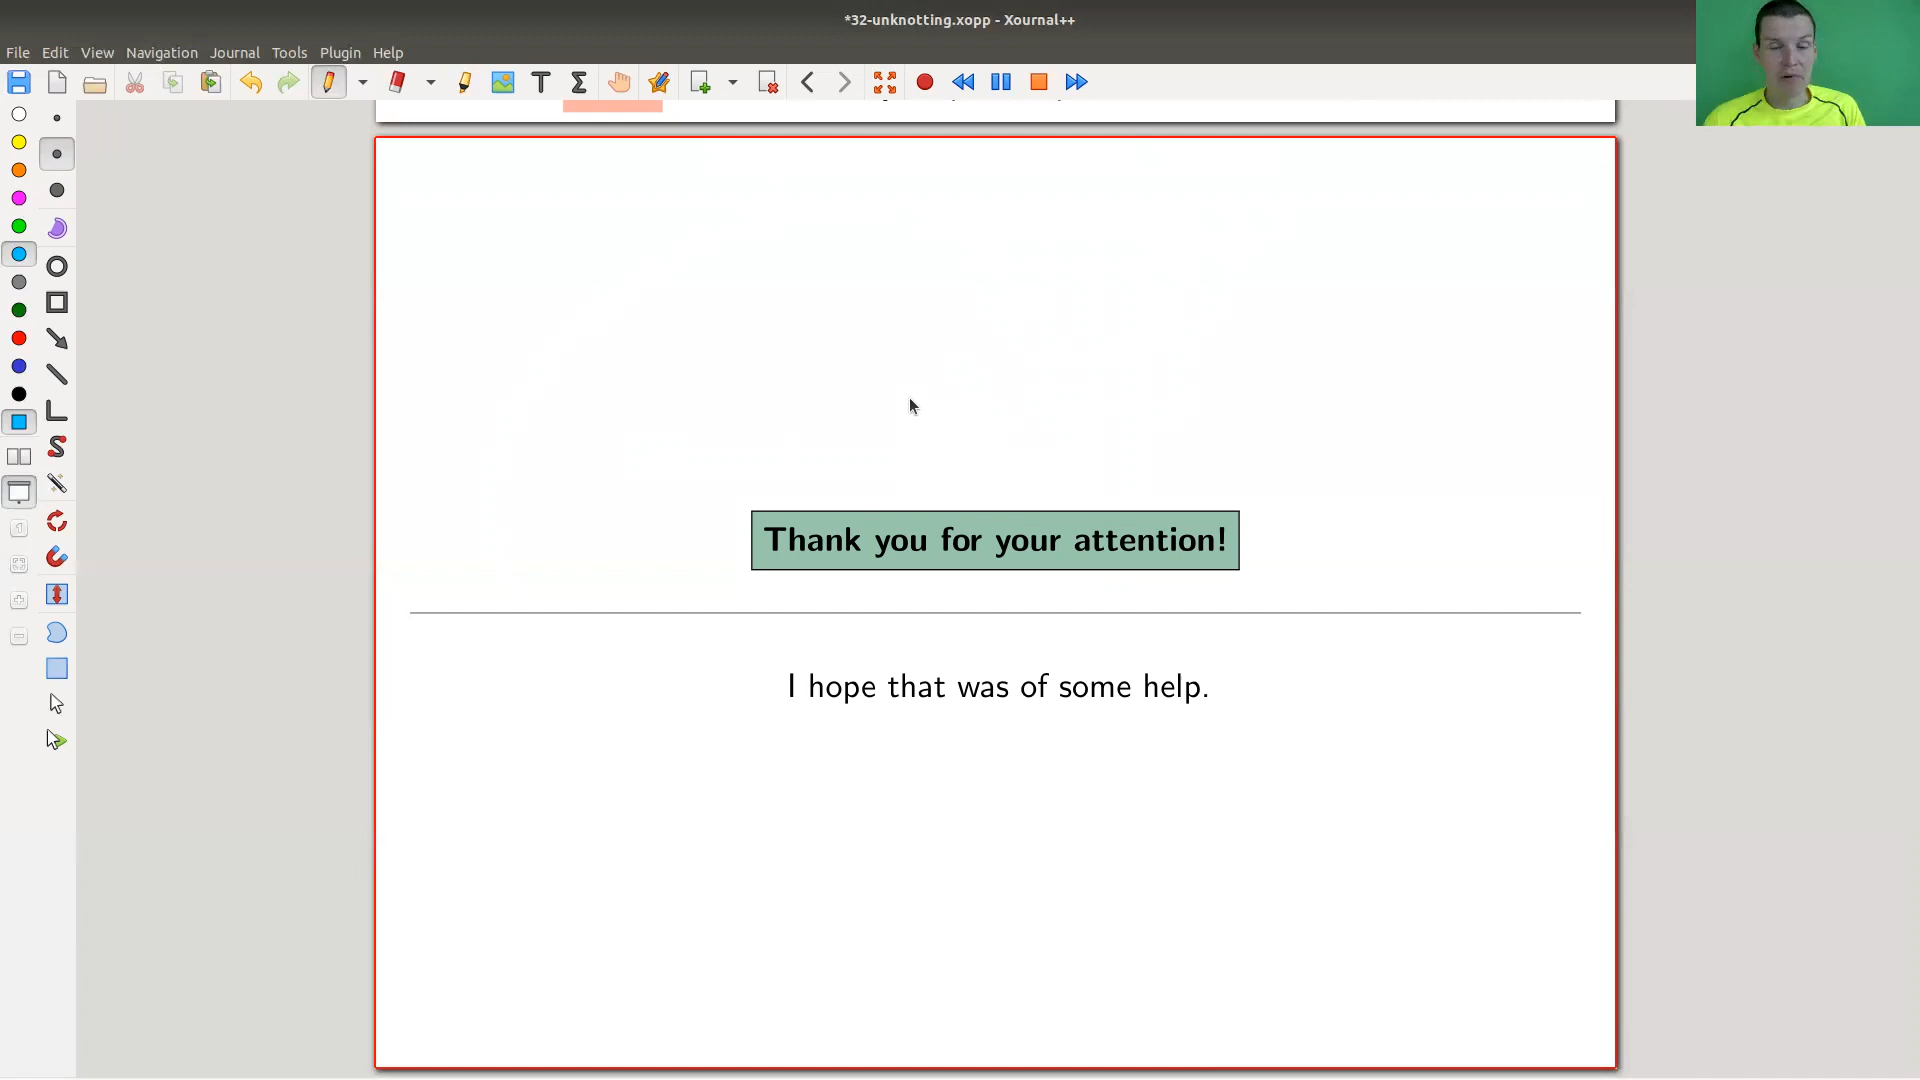 *32-unknotting.xopp - Xournal++
File Edit View Navigation Journal Tools Plugin Help
Thank you for your attention!
I hope that was of some help.